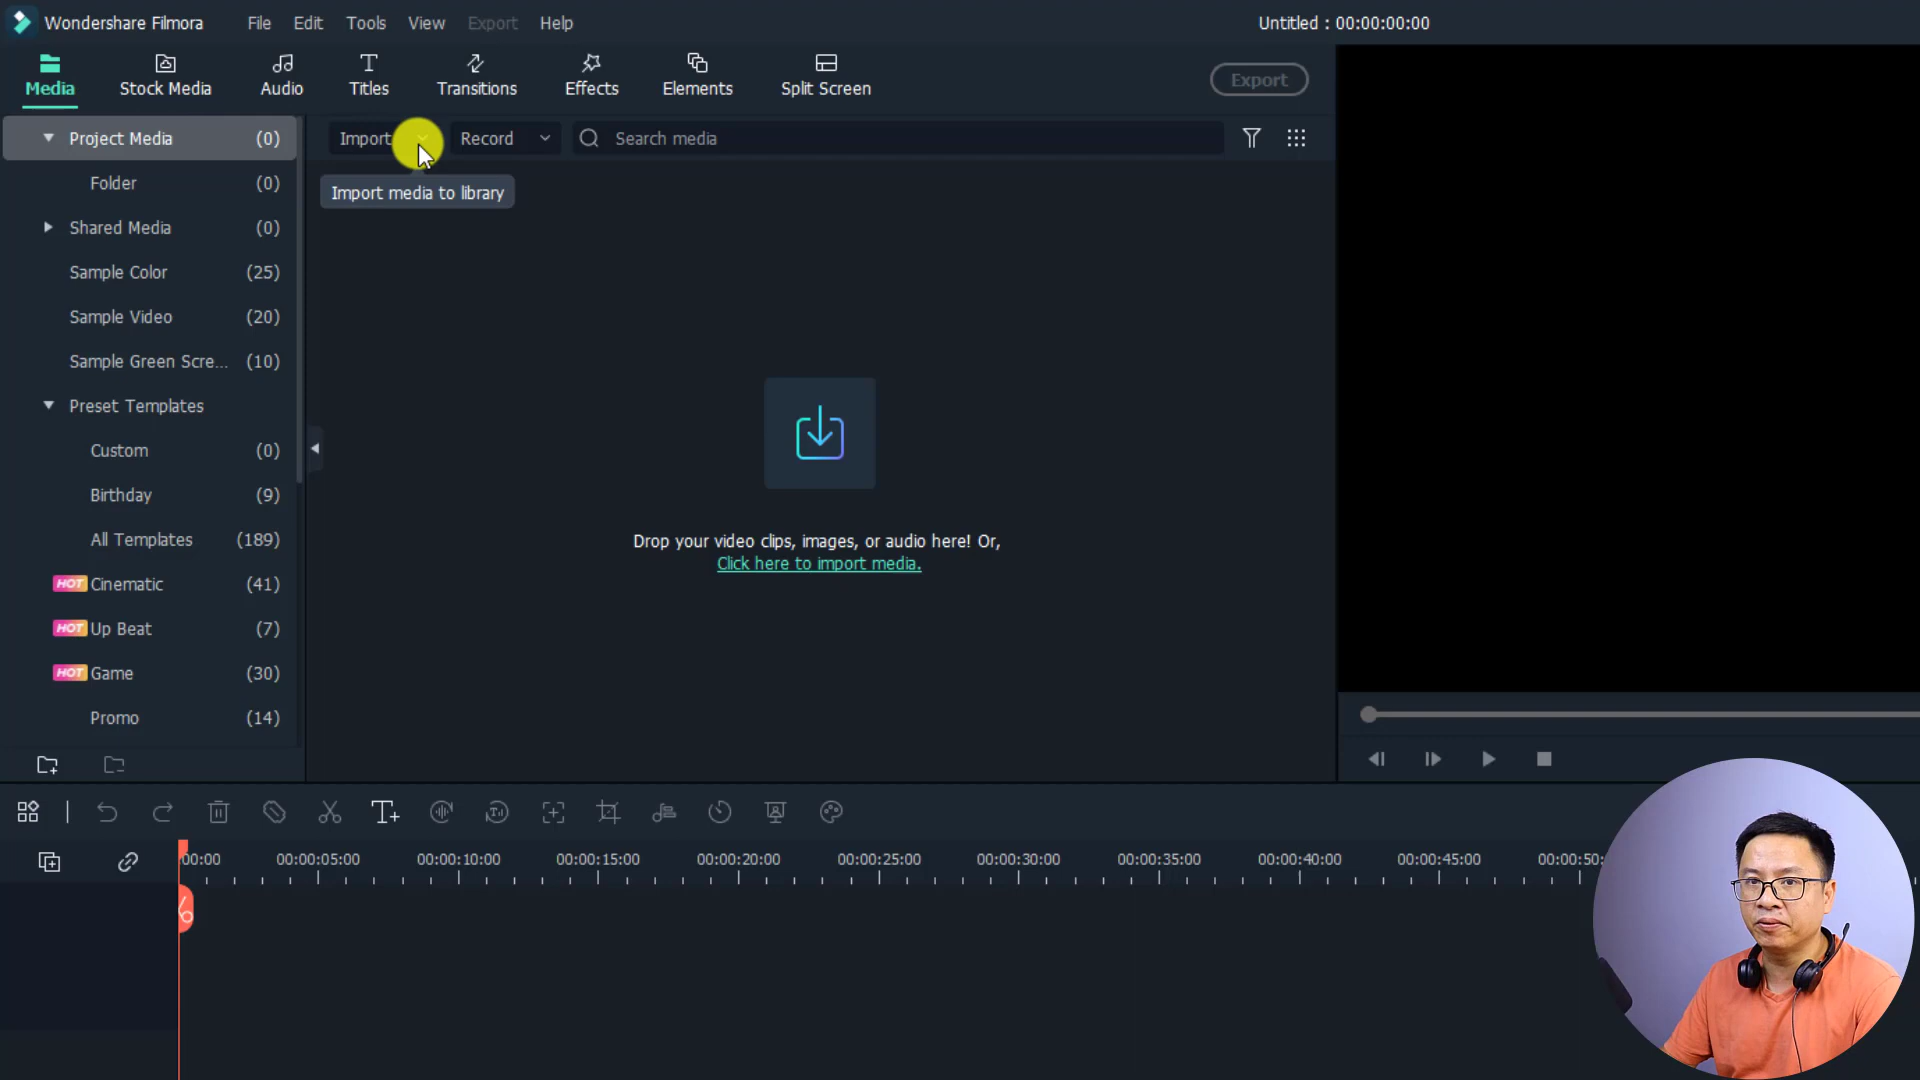 Wondershare Filmora File Edit Tools View Export Help Untitled : 00:00:00:00
Media Stock Media Audio Titles Transitions Effects Elements Split Screen Export
Project Media (0) Import Record Search media
Import media to library
Folder (0)
Shared Media (0)
Sample Color (25)
Sample Video (20)
Sample Green Scre... (10)
Preset Templates
Custom (0)
Birthday (9)
All Templates (189)
HOT Cinematic (41)
HOT Up Beat (7)
HOT Game (30)
Promo (14)
Drop your video clips, images, or audio here! Or,
Click here to import media.
00:00 00:00:05:00 00:00:10:00 00:00:15:00 00:00:20:00 00:00:25:00 00:00:30:00 00:00:35:00 00:00:40:00 00:00:45:00 00:00:50: